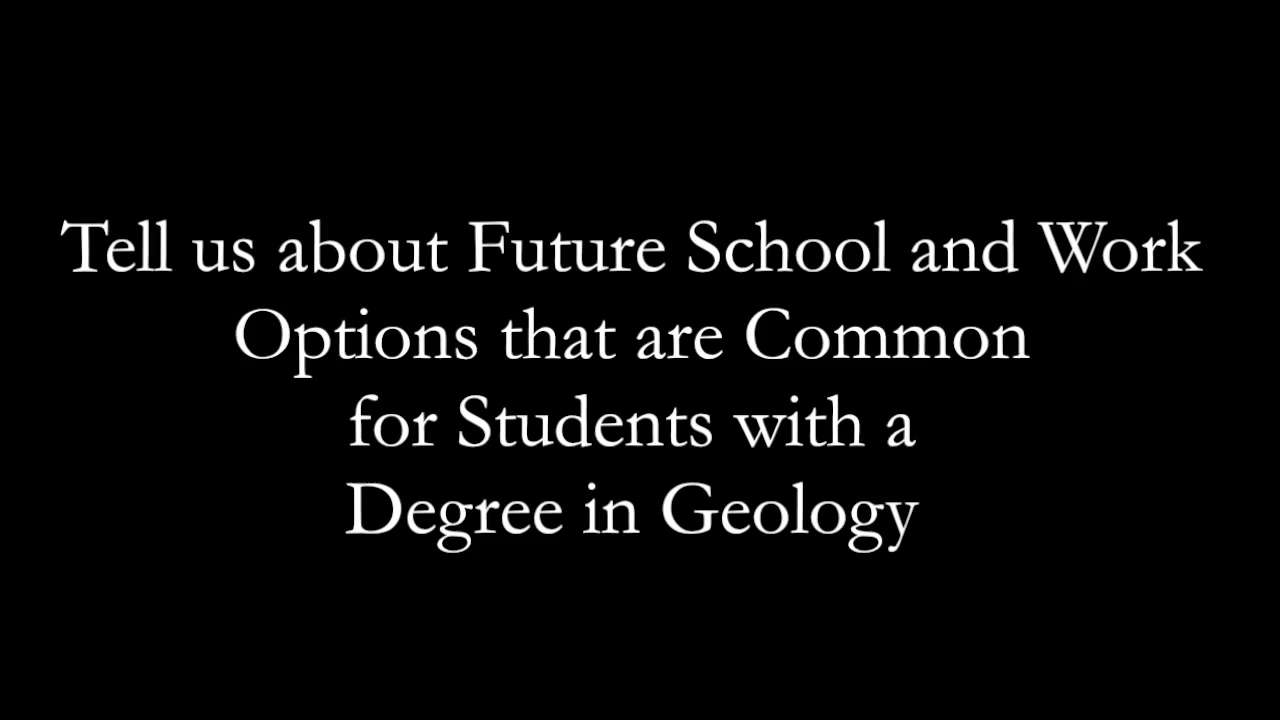 Tell us about Future School and Work
Options that are Common
for Students with a
Degree in Geology